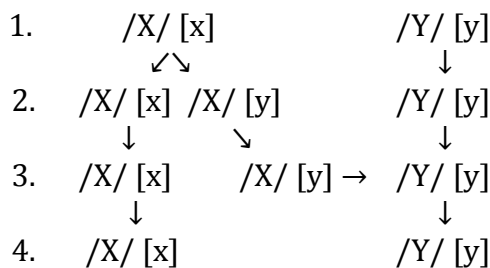 1. /X/ [x] /Y/ [y]
↙↘ ↓
2. /X/ [x] /X/ [y] /Y/ [y]
↓ ↘ ↓
3. /X/ [x] /X/ [y] → /Y/ [y]
↓ ↓
4. /X/ [x] /Y/ [y]